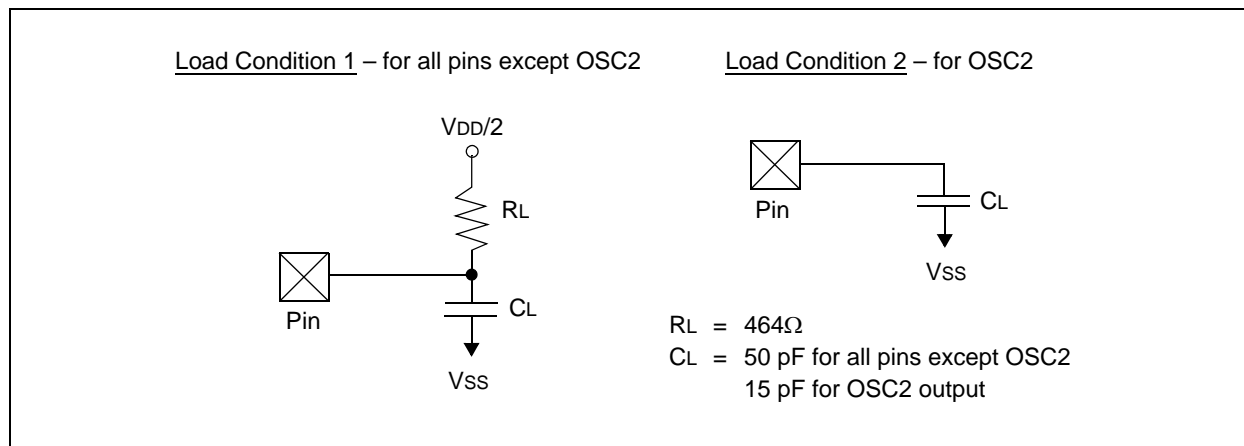 Load Condition 1 – for all pins except OSC2
VDD/2
RL
Pin
CL
VSS
Load Condition 2 – for OSC2
Pin
CL
VSS
RL = 464Ω
CL = 50 pF for all pins except OSC2
15 pF for OSC2 output